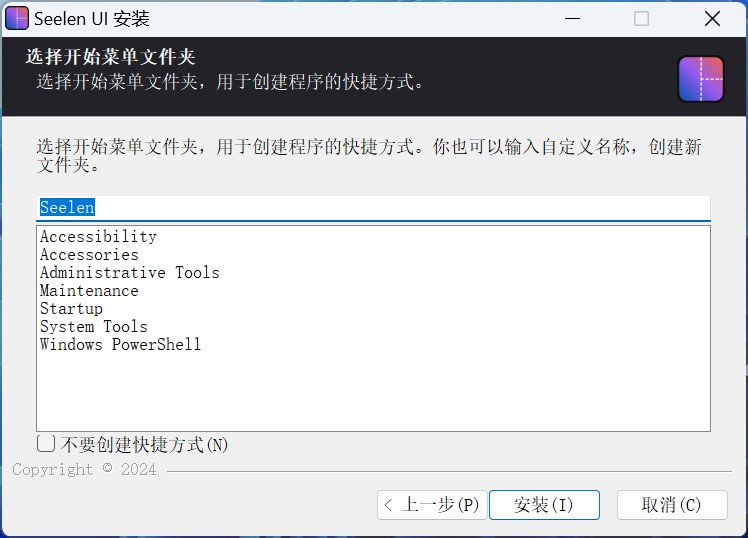 Seelen UI 安装
选择开始菜单文件夹
选择开始菜单文件夹，用于创建程序的快捷方式。
选择开始菜单文件夹，用于创建程序的快捷方式。你也可以输入自定义名称，创建新
文件夹。
Seelen
Accessibility
Accessories
Administrative Tools
Maintenance
Startup
System Tools
Windows PowerShell
不要创建快捷方式(N)
Copyright © 2024
< 上一步(P) 安装(I) 取消(C)